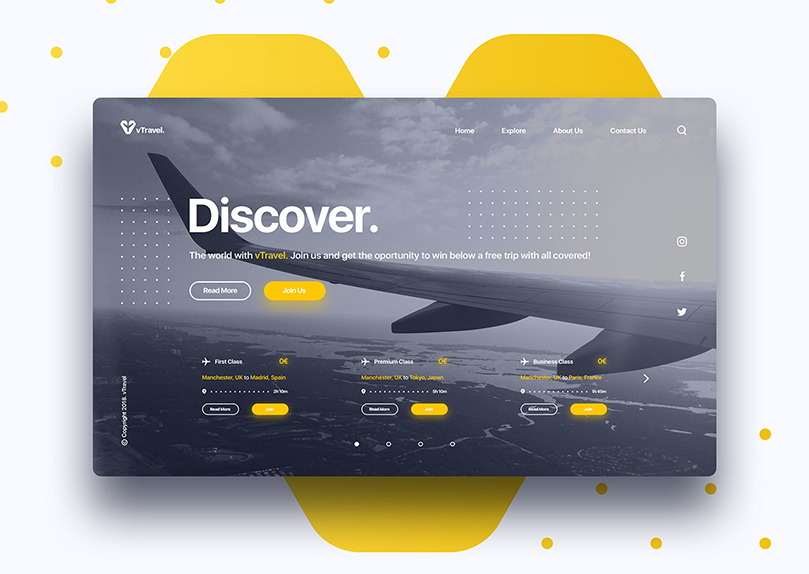 vTravel.
Home Explore About Us Contact Us
Discover.
The world with vTravel. Join us and get the oportunity to win below a free trip with all covered!
Read More Join Us
First Class 0€
Manchester, UK to Madrid, Spain
2h 10m
Read More Join
Premium Class 0€
Manchester, UK to Tokyo, Japan
5h 10m
Read More Join
Business Class 0€
Manchester, UK to Paris, France
1h 45m
Read More Join
© Copyright 2018. vTravel